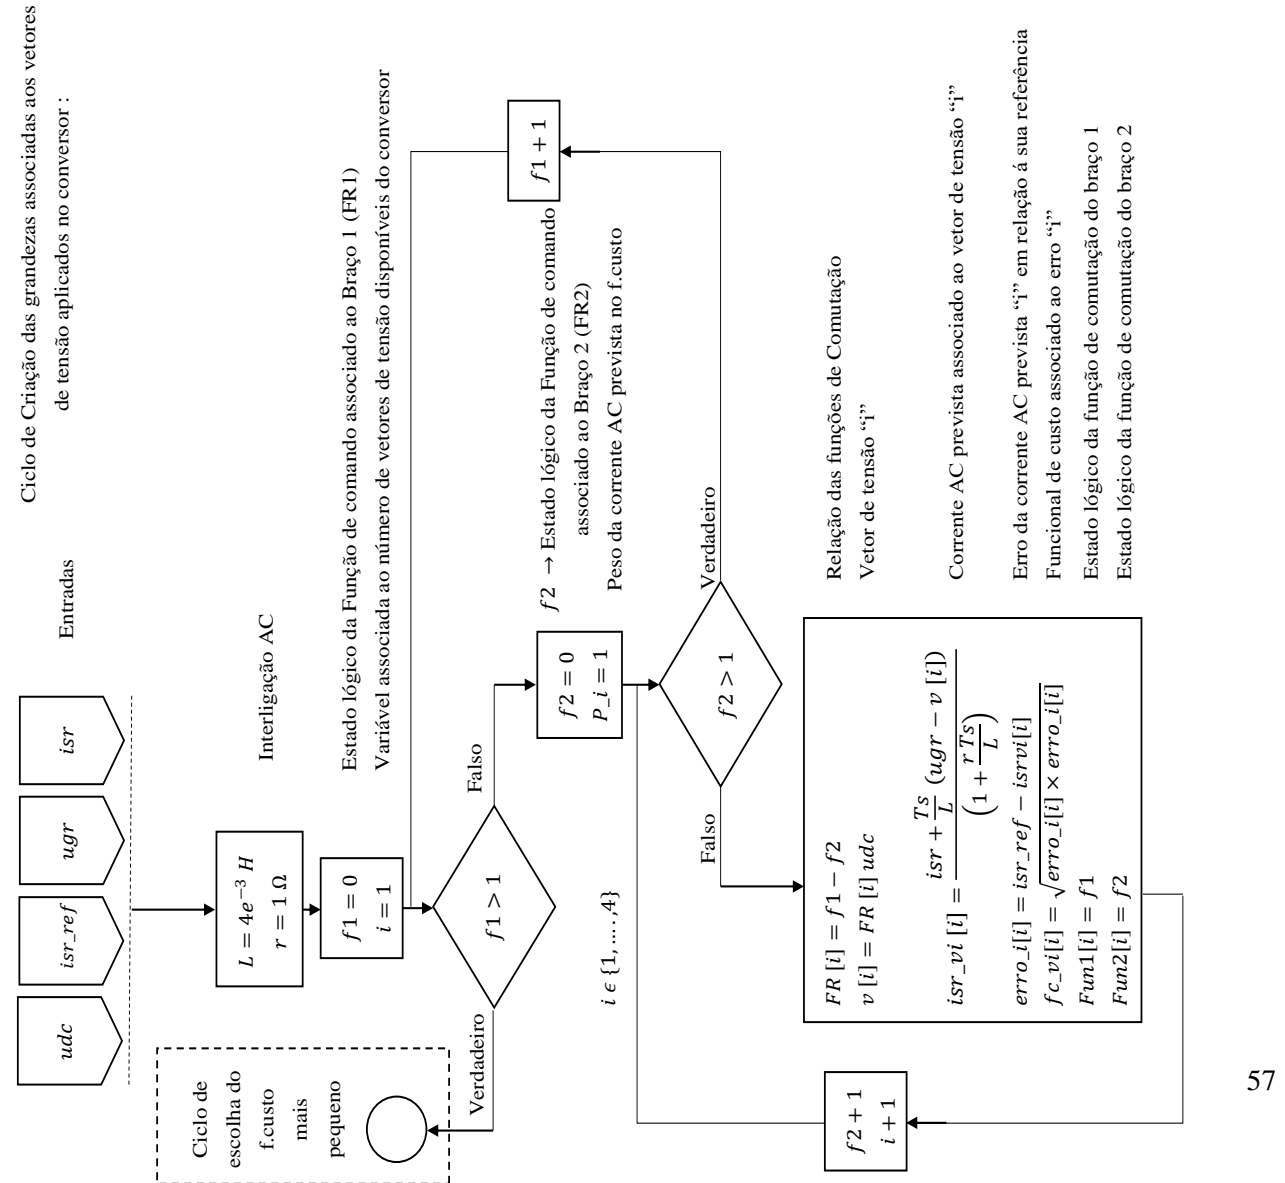 Ciclo de Criação das grandezas associadas aos vetores
de tensão aplicados no conversor :
Entradas
udc
isr_ref
ugr
isr
Interligação AC
L = 4e^{-3} H
r = 1 Ω
f1 = 0
i = 1
Estado lógico da Função de comando associado ao Braço 1 (FR1)
Variável associada ao número de vetores de tensão disponíveis do conversor
f1 > 1
Verdadeiro
Falso
Ciclo de
escolha do
f.custo
mais
pequeno
f2 = 0
P_i = 1
f2 → Estado lógico da Função de comando
associado ao Braço 2 (FR2)
Peso da corrente AC prevista no f.custo
f1 + 1
i ϵ {1, ... ,4}
f2 > 1
Falso
Verdadeiro
FR [i] = f1 − f2
v [i] = FR [i] udc
isr_vi [i] = \frac{isr + \frac{Ts}{L} (ugr − v [i])}{(1 + \frac{r Ts}{L})}
erro_i[i] = isr_ref − isrvi[i]
fc_vi[i] = \sqrt{erro_i[i] × erro_i[i]}
Fun1[i] = f1
Fun2[i] = f2
Relação das funções de Comutação
Vetor de tensão “i”
Corrente AC prevista associado ao vetor de tensão “i”
Erro da corrente AC prevista “i” em relação á sua referência
Funcional de custo associado ao erro “i”
Estado lógico da função de comutação do braço 1
Estado lógico da função de comutação do braço 2
f2 + 1
i + 1
57